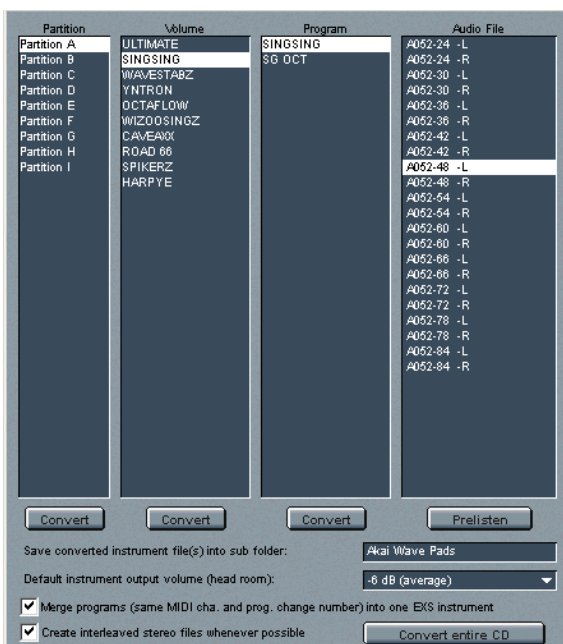 Partition
Partition A
Partition B
Partition C
Partition D
Partition E
Partition F
Partition G
Partition H
Partition I
Volume
ULTIMATE
SINGSING
WAVESTABZ
YNTRON
OCTAFLOW
WIZOOSINGZ
CAVEAXX
ROAD 66
SPIKERZ
HARPYE
Program
SINGSING
SG OCT
Audio File
A052-24 -L
A052-24 -R
A052-30 -L
A052-30 -R
A052-36 -L
A052-36 -R
A052-42 -L
A052-42 -R
A052-48 -L
A052-48 -R
A052-54 -L
A052-54 -R
A052-60 -L
A052-60 -R
A052-66 -L
A052-66 -R
A052-72 -L
A052-72 -R
A052-78 -L
A052-78 -R
A052-84 -L
A052-84 -R
Convert
Convert
Convert
Prelisten
Save converted instrument file(s) into sub folder:
Akai Wave Pads
Default instrument output volume (head room):
-6 dB (average)
Merge programs (same MIDI cha. and prog. change number) into one EXS instrument
Create interleaved stereo files whenever possible
Convert entire CD